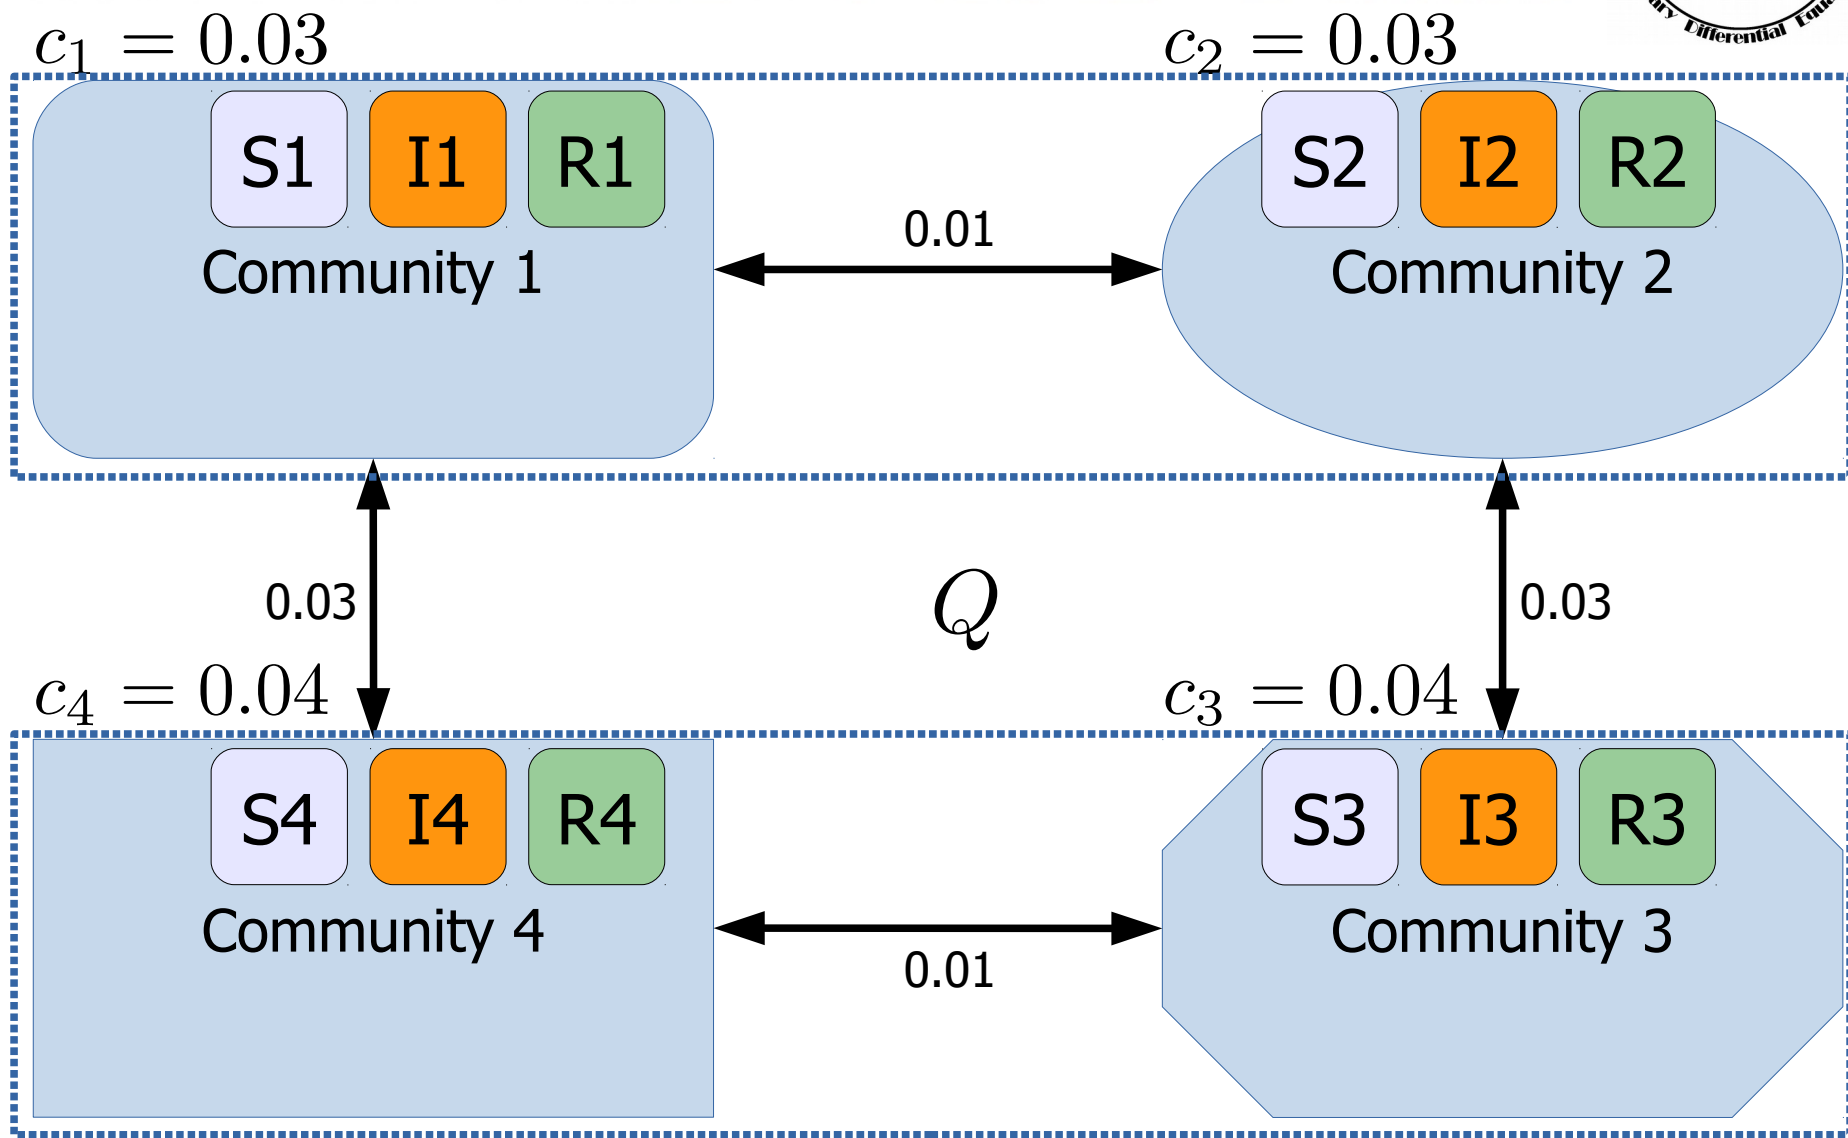 c₁ = 0.03
c₂ = 0.03
Differential
S1 I1 R1
S2 I2 R2
Community 1
0.01
Community 2
0.03
Q
0.03
c₄ = 0.04
c₃ = 0.04
S4 I4 R4
S3 I3 R3
Community 4
0.01
Community 3